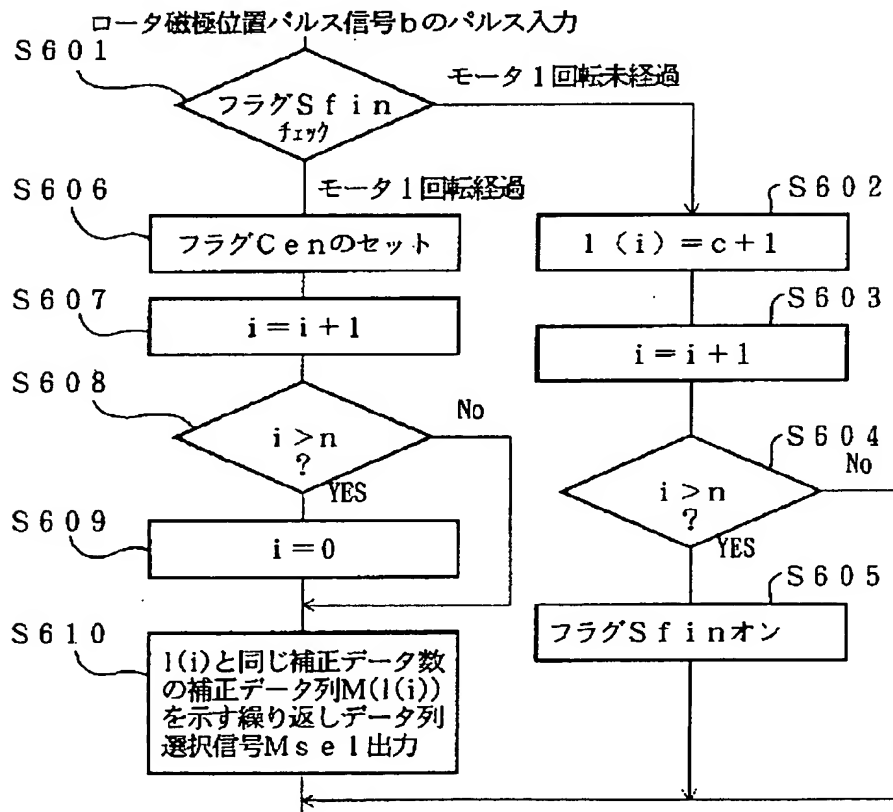 ロータ磁極位置パルス信号bのパルス入力
S601
フラグSfin
チェック
モータ1回転未経過
S606
モータ1回転経過
フラグCenのセット
S602
l(i)=c+1
S607
i=i+1
S603
i=i+1
S608
i>n
?
No
YES
S604
i>n
?
No
YES
S609
i=0
S605
フラグSfinオン
S610
l(i)と同じ補正データ数
の補正データ列M(l(i))
を示す繰り返しデータ列
選択信号Msel出力